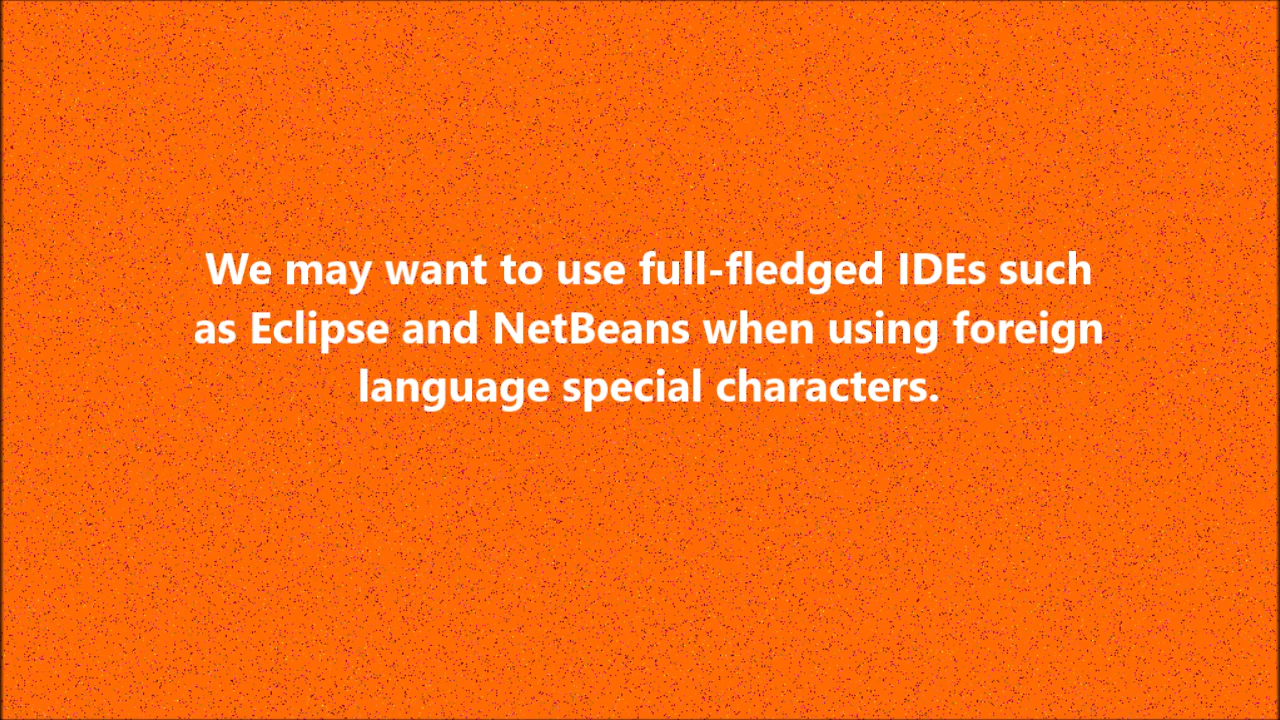 We may want to use full-fledged IDEs such
as Eclipse and NetBeans when using foreign
language special characters.